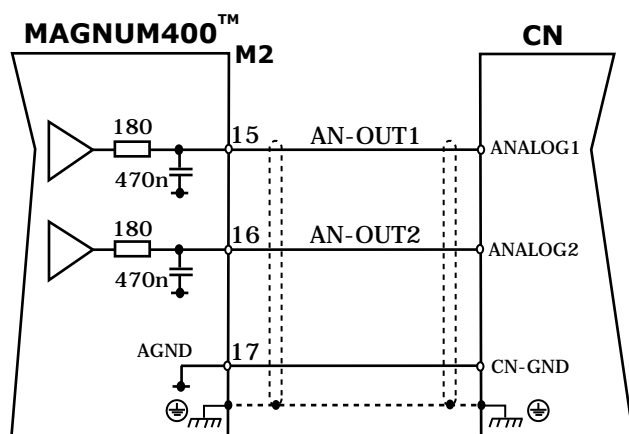 MAGNUM400™
M2
CN
180
15
AN-OUT1
ANALOG1
470n
180
16
AN-OUT2
ANALOG2
470n
AGND
17
CN-GND